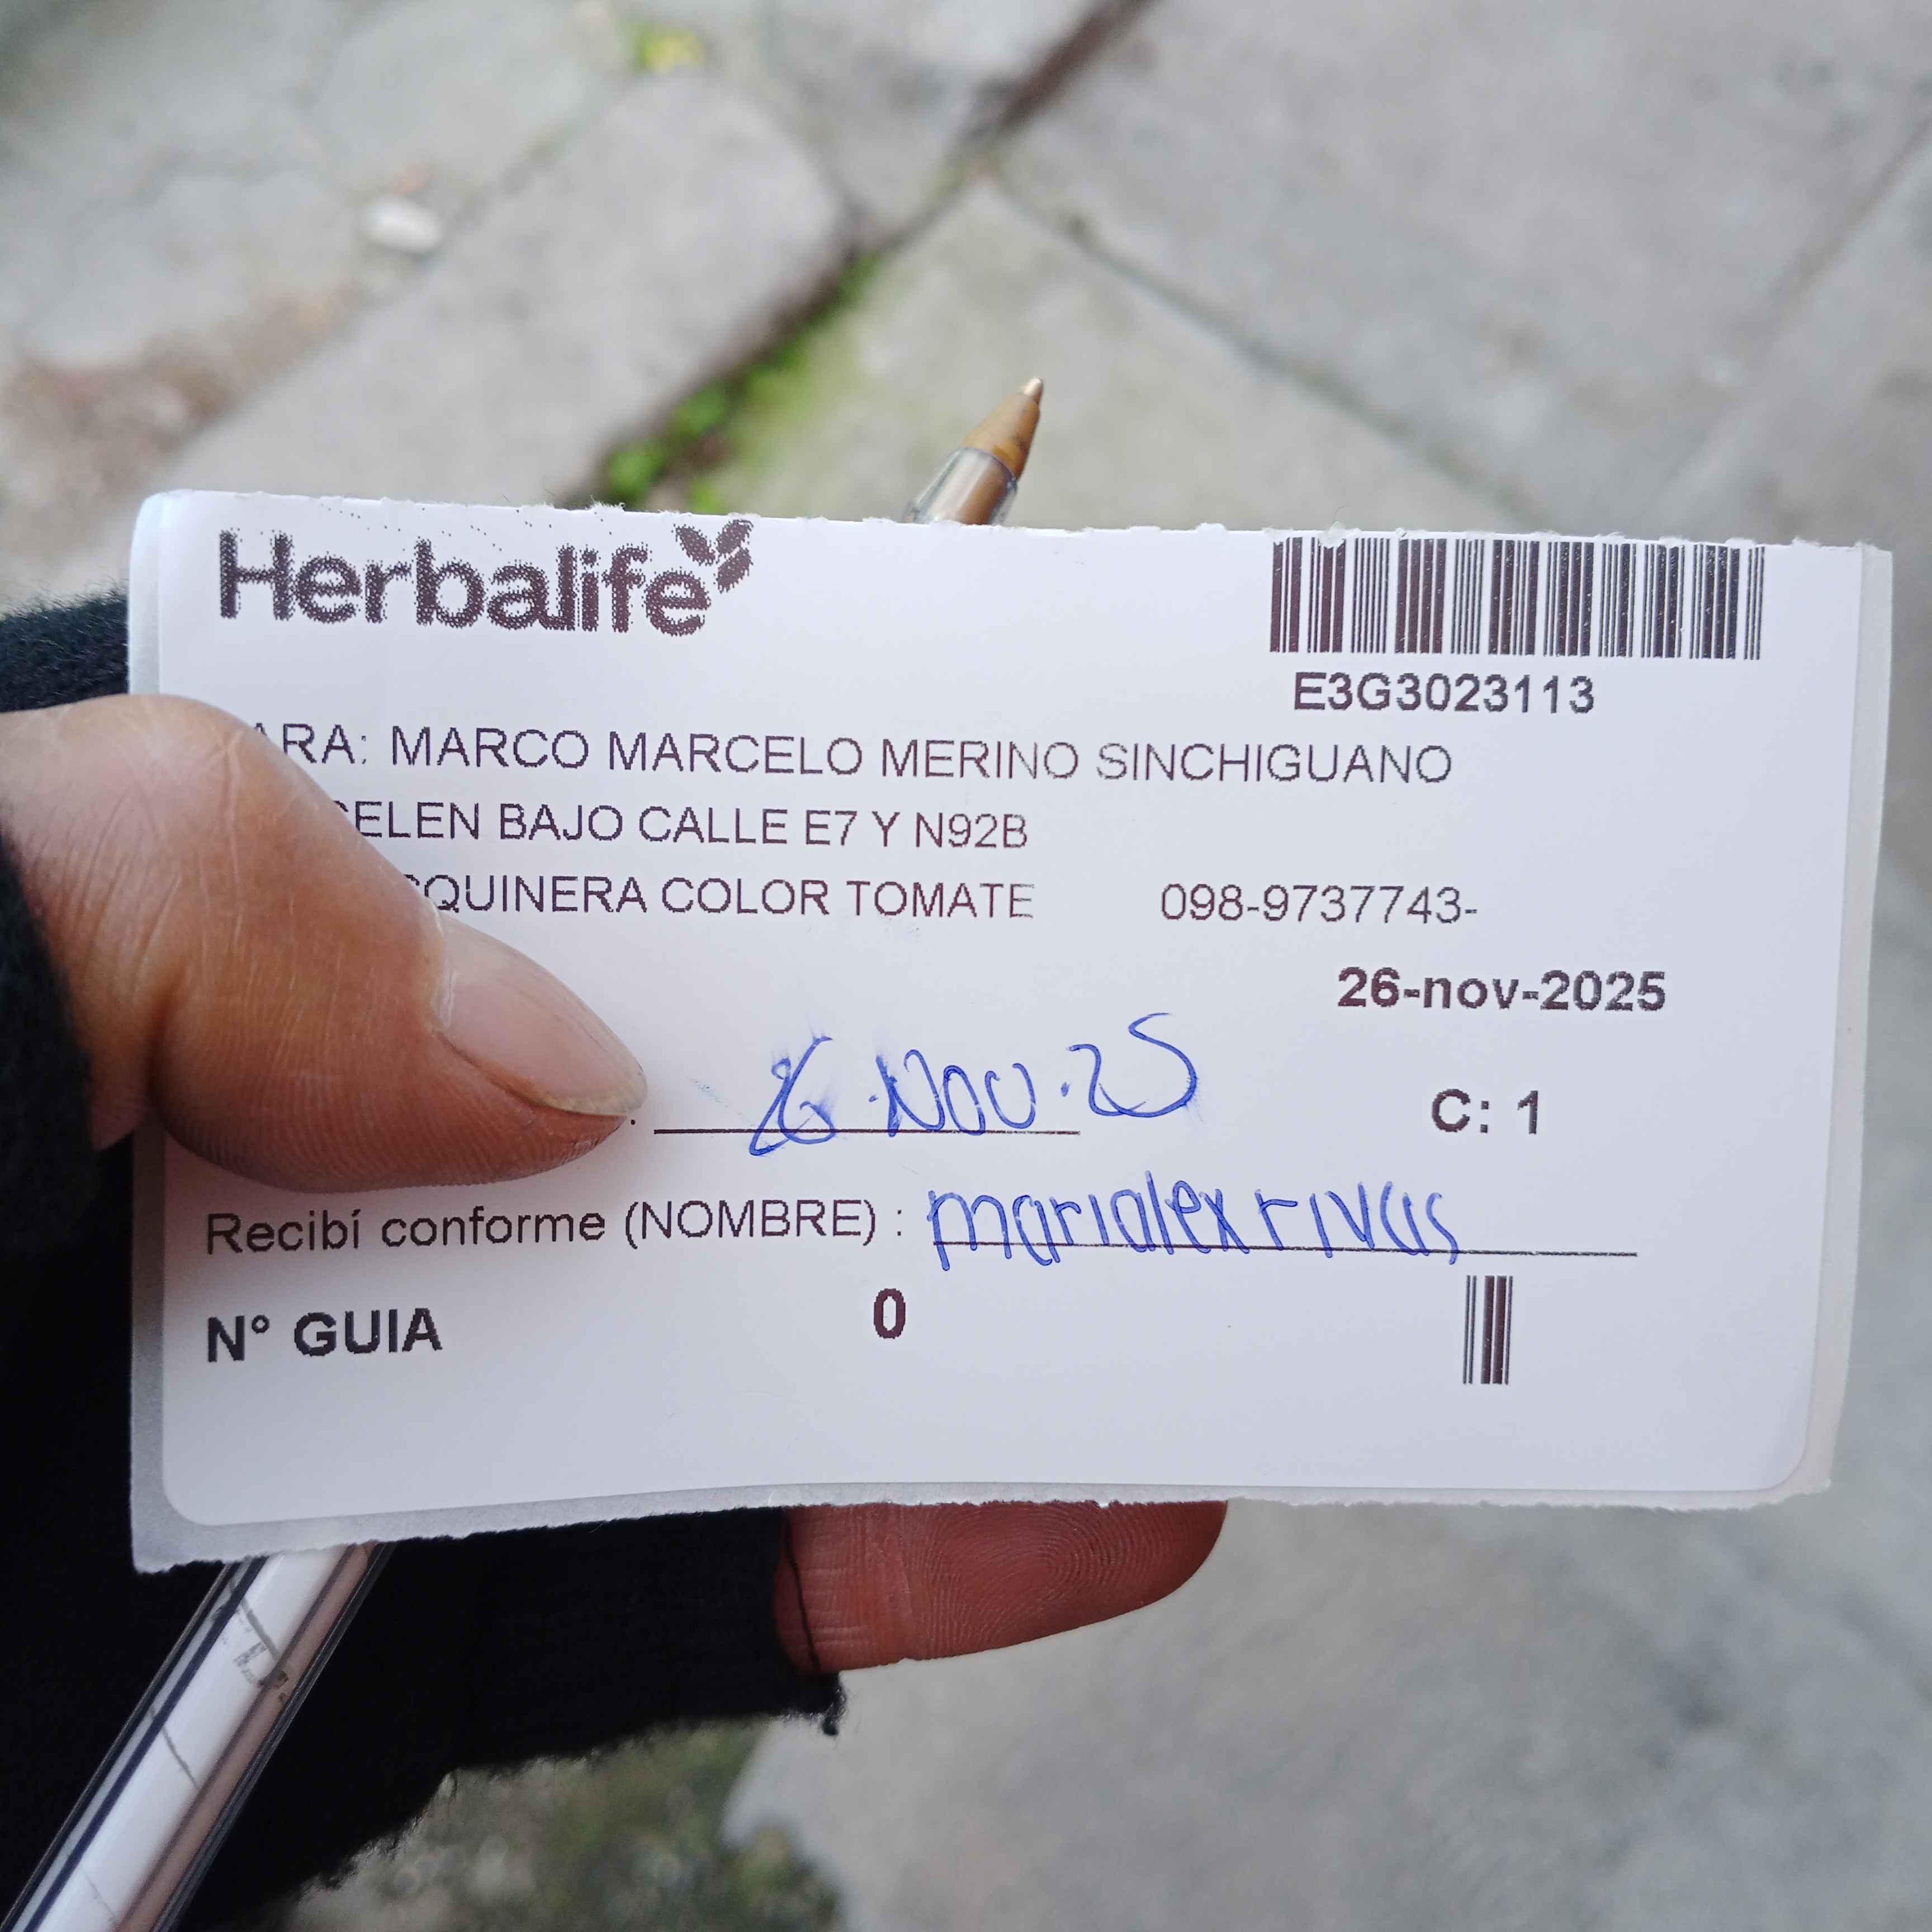 Herbalife
E3G3023113
ARA: MARCO MARCELO MERINO SINCHIGUANO
CELEN BAJO CALLE E7 Y N92B
QUINERA COLOR TOMATE 098-9737743-
26-nov-2025
26.Nov.25
C: 1
Recibí conforme (NOMBRE) : marialex rivas
N° GUIA 0